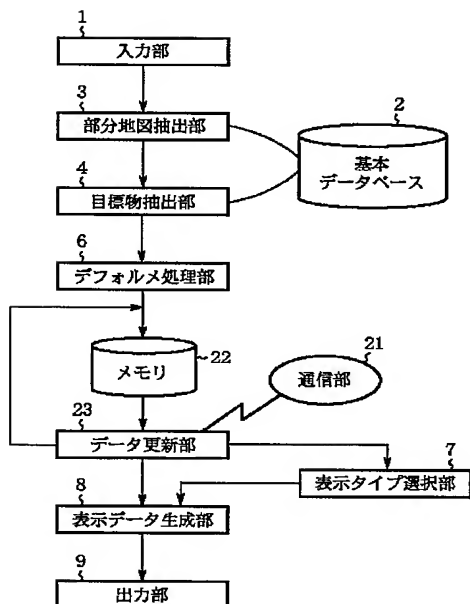 1
入力部
3
部分地図抽出部
2
基本
データベース
4
目標物抽出部
6
デフォルメ処理部
メモリ
22
21
通信部
23
データ更新部
7
表示タイプ選択部
8
表示データ生成部
9
出力部